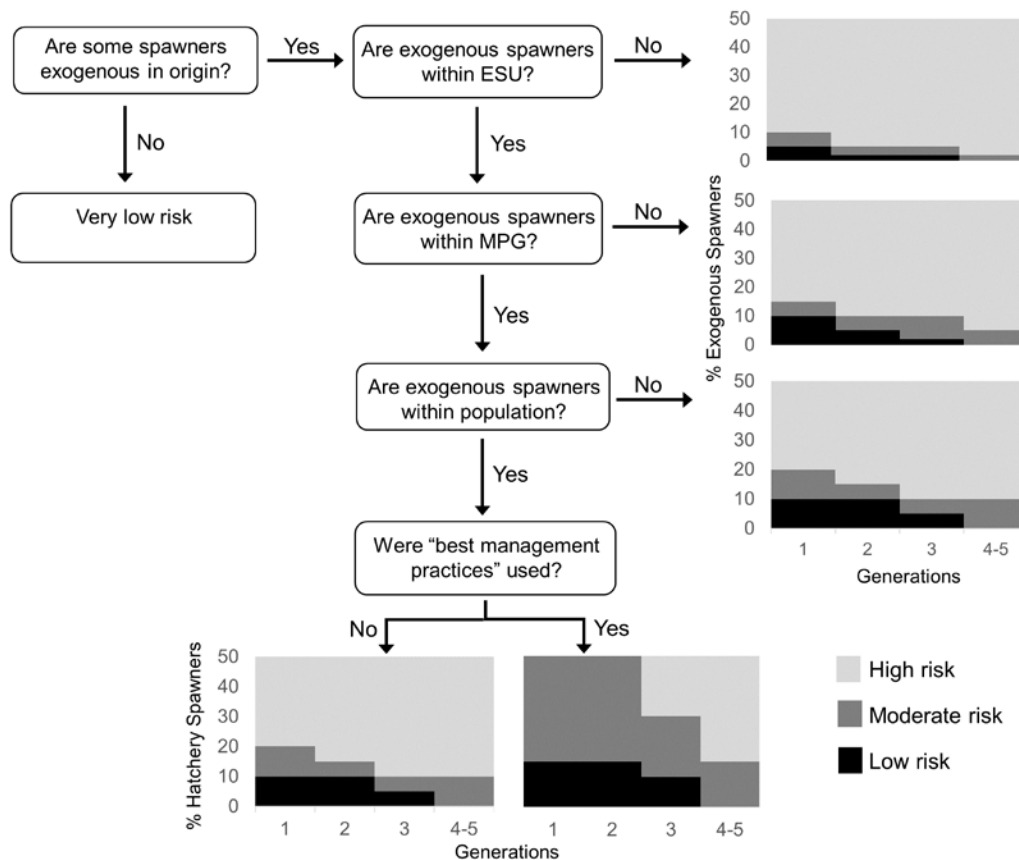 Are some spawners
exogenous in origin?
Yes
Are exogenous spawners
within ESU?
No
50
40
30
20
10
0
No
Yes
Very low risk
Are exogenous spawners
within MPG?
No
50
40
30
20
10
0
% Exogenous Spawners
Yes
Are exogenous spawners
within population?
No
50
40
30
20
10
0
1 2 3 4-5
Generations
Yes
Were “best management
practices” used?
No
Yes
% Hatchery Spawners
50
40
30
20
10
0
1 2 3 4-5
1 2 3 4-5
Generations
High risk
Moderate risk
Low risk